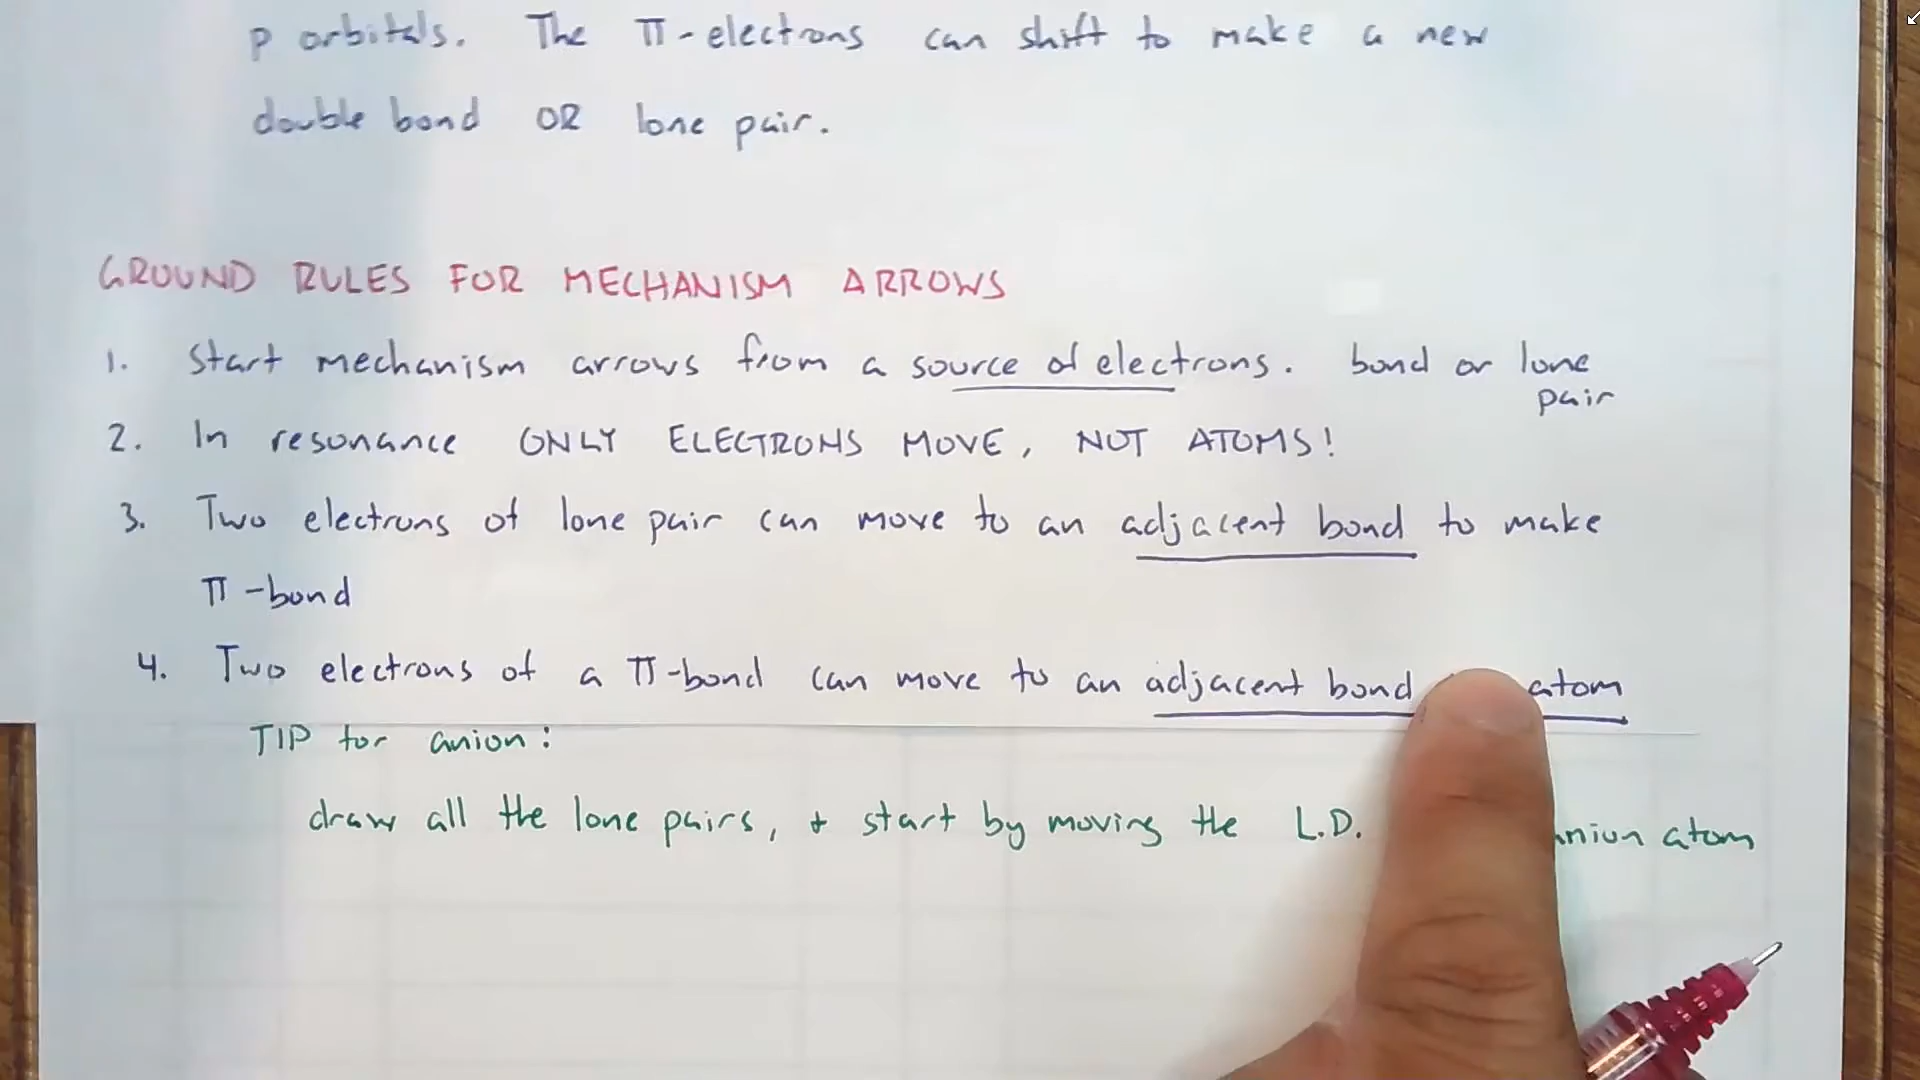 p orbitals. The π-electrons can shift to make a new
double bond OR lone pair.
GROUND RULES FOR MECHANISM ARROWS
1. Start mechanism arrows from a source of electrons. bond or lone
pair
2. In resonance ONLY ELECTRONS MOVE, NOT ATOMS!
3. Two electrons of lone pair can move to an adjacent bond to make
π-bond
4. Two electrons of a π-bond can move to an adjacent bond atom
TIP for anion:
draw all the lone pairs, + start by moving the L.D. anion atom